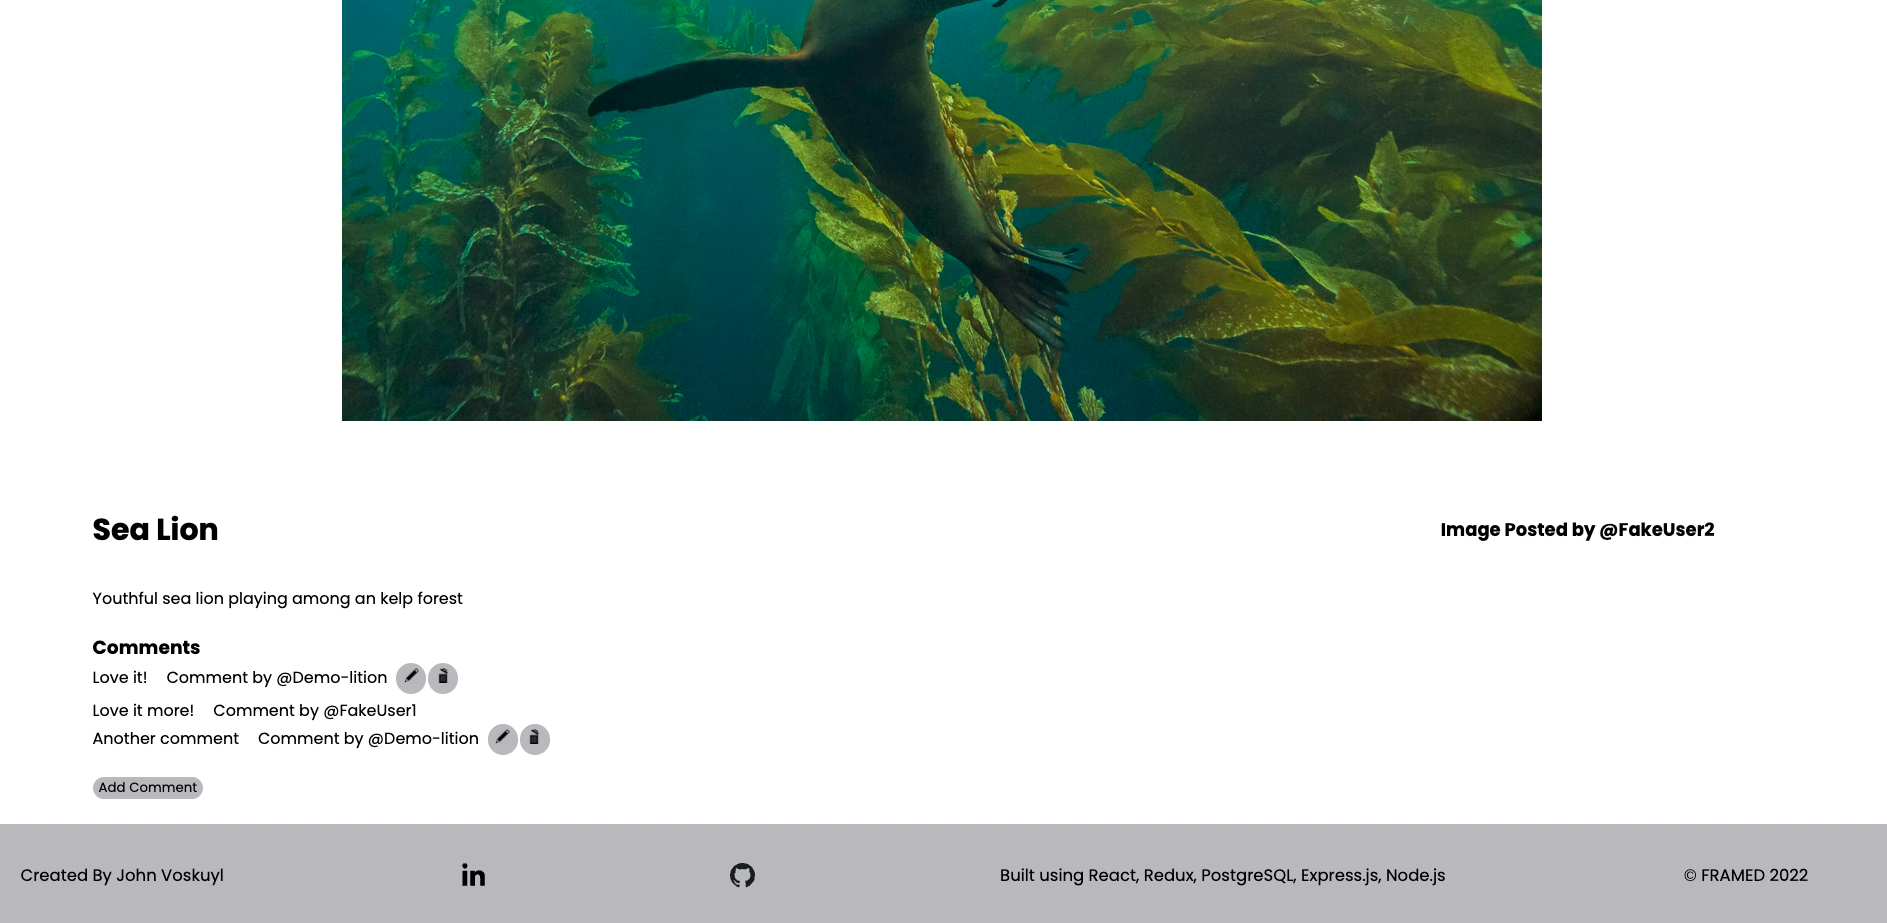 Sea Lion
Image Posted by @FakeUser2
Youthful sea lion playing among an kelp forest
Comments
Love it! Comment by @Demo-lition
Love it more! Comment by @FakeUser1
Another comment Comment by @Demo-lition
Add Comment
Created By John Voskuyl
in
Built using React, Redux, PostgreSQL, Express.js, Node.js
© FRAMED 2022